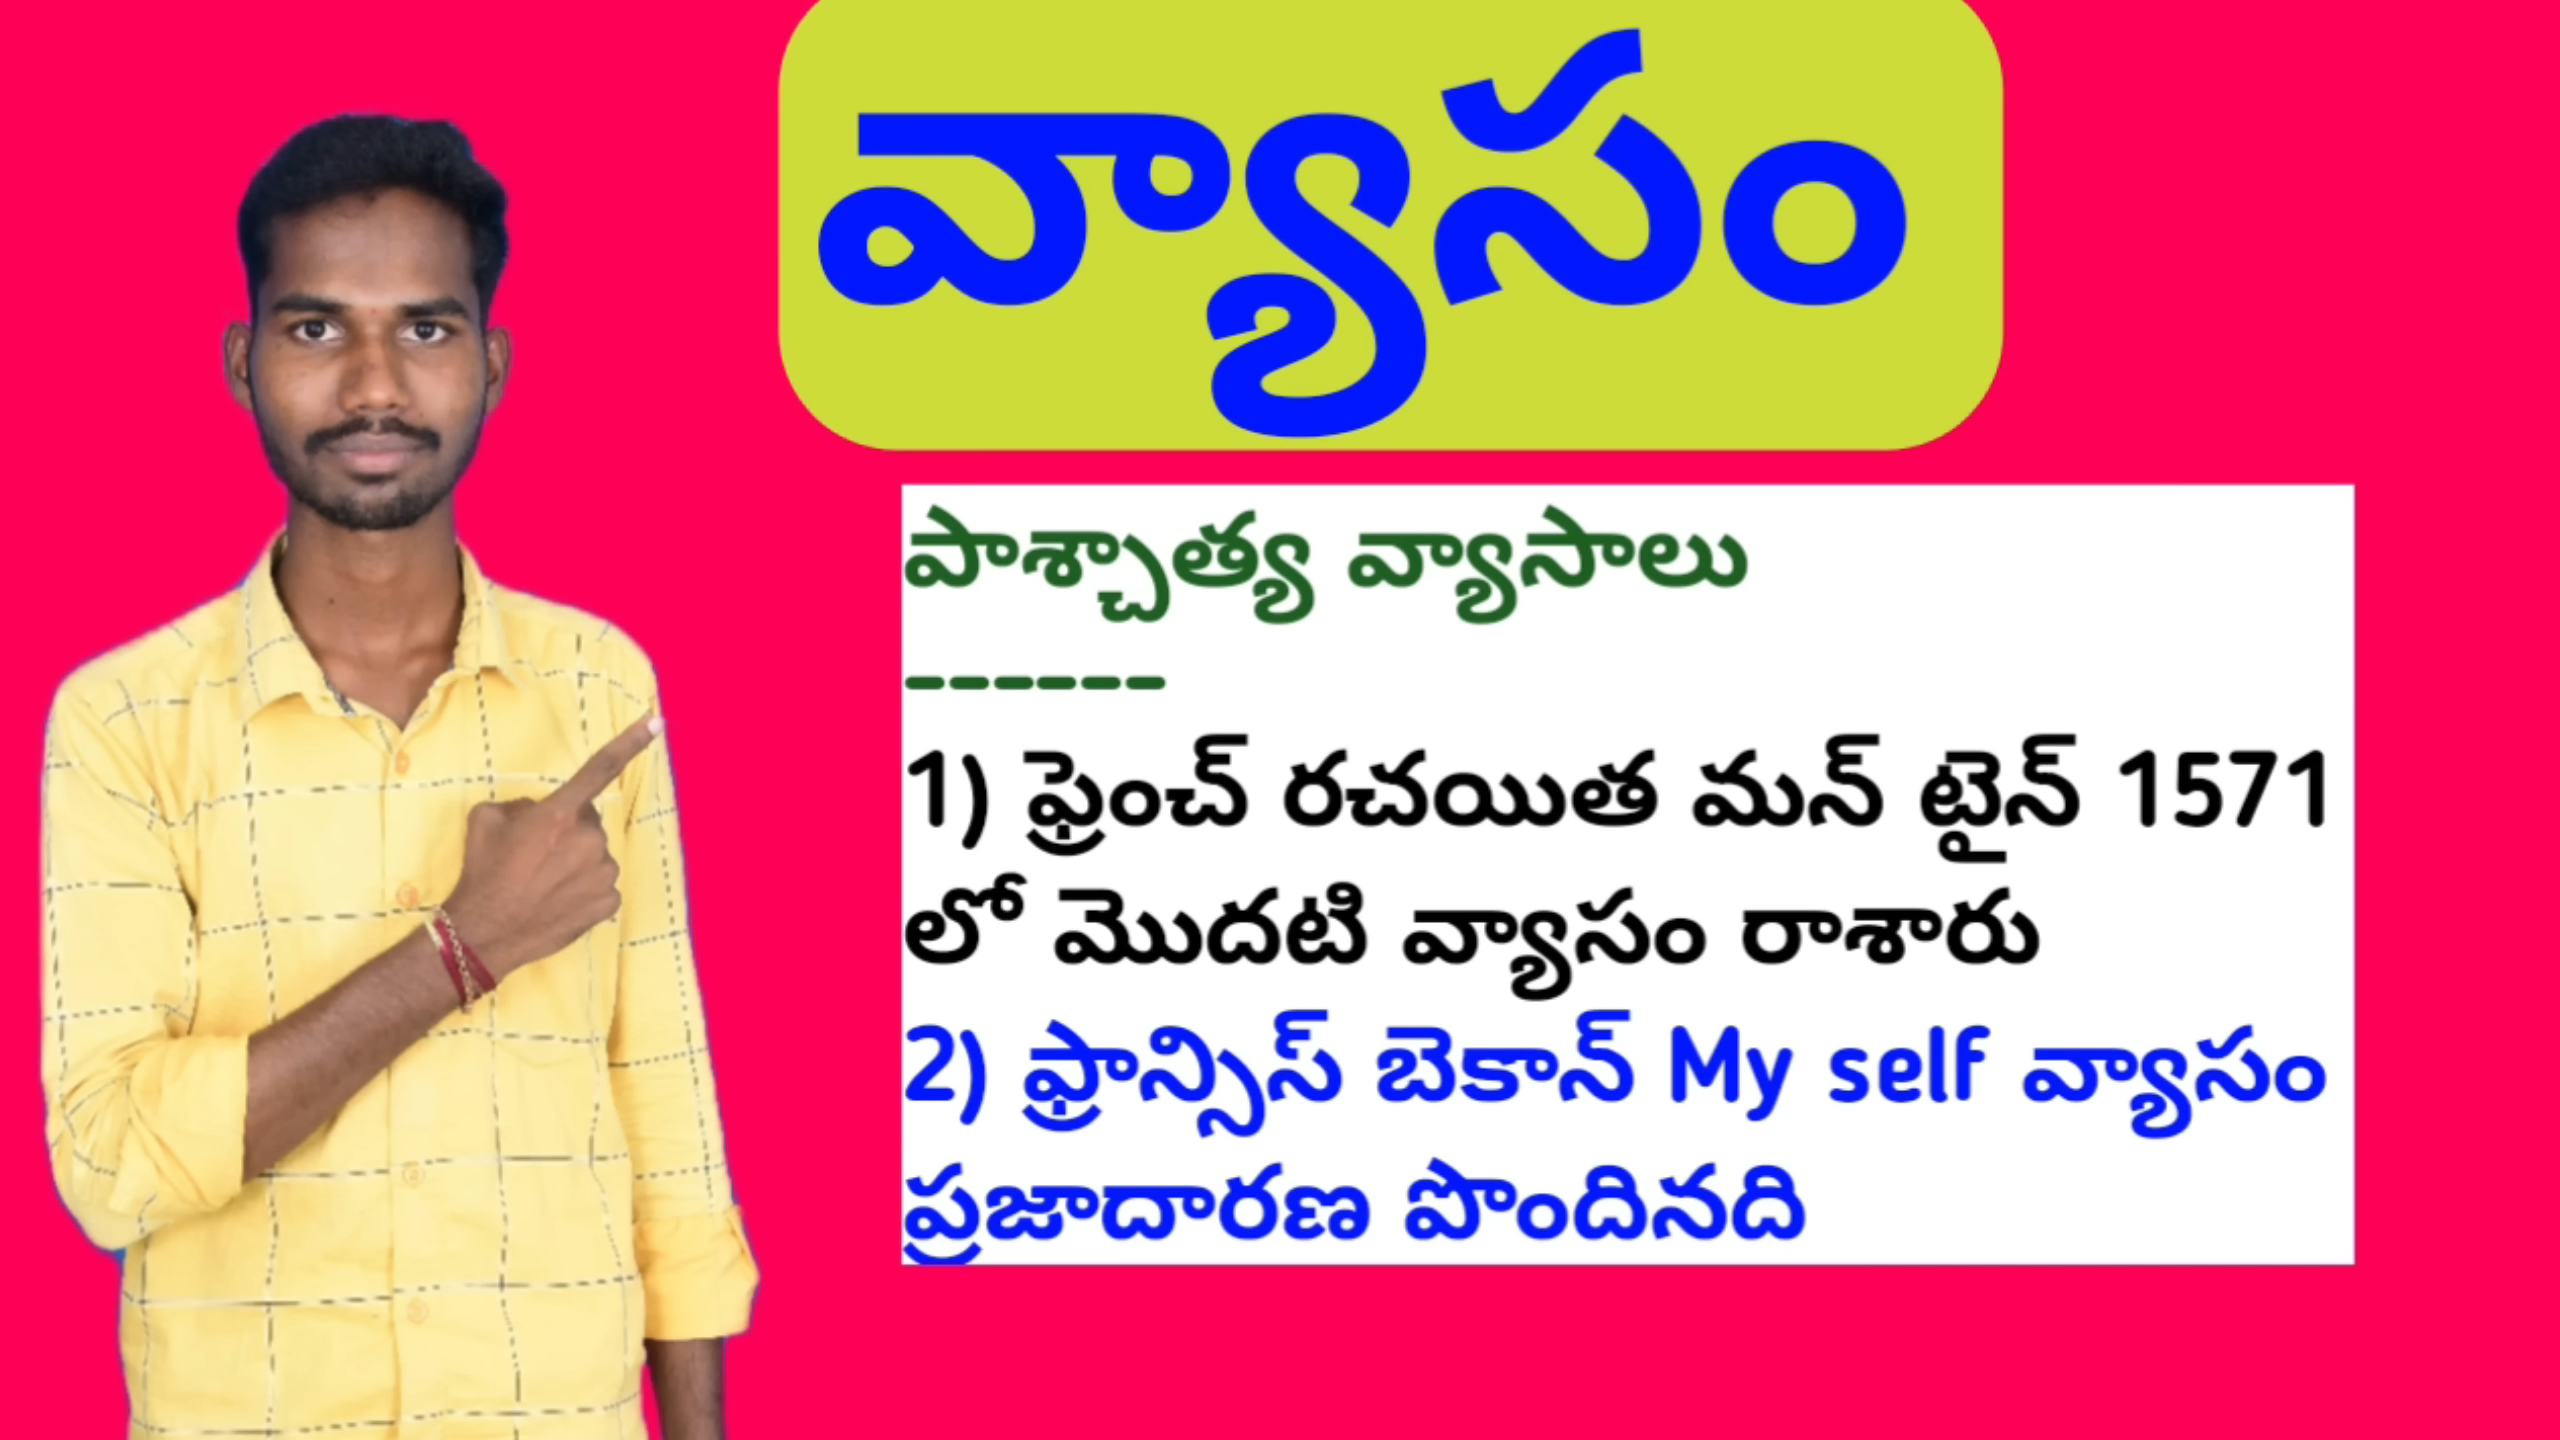 వ్యాసం
పాశ్చాత్య వ్యాసాలు
------
1) ఫ్రెంచ్ రచయిత మన్ టైన్ 1571
లో మొదటి వ్యాసం రాశారు
2) ఫ్రాన్సిస్ బెకాన్ My self వ్యాసం
ప్రజాదారణ పొందినది